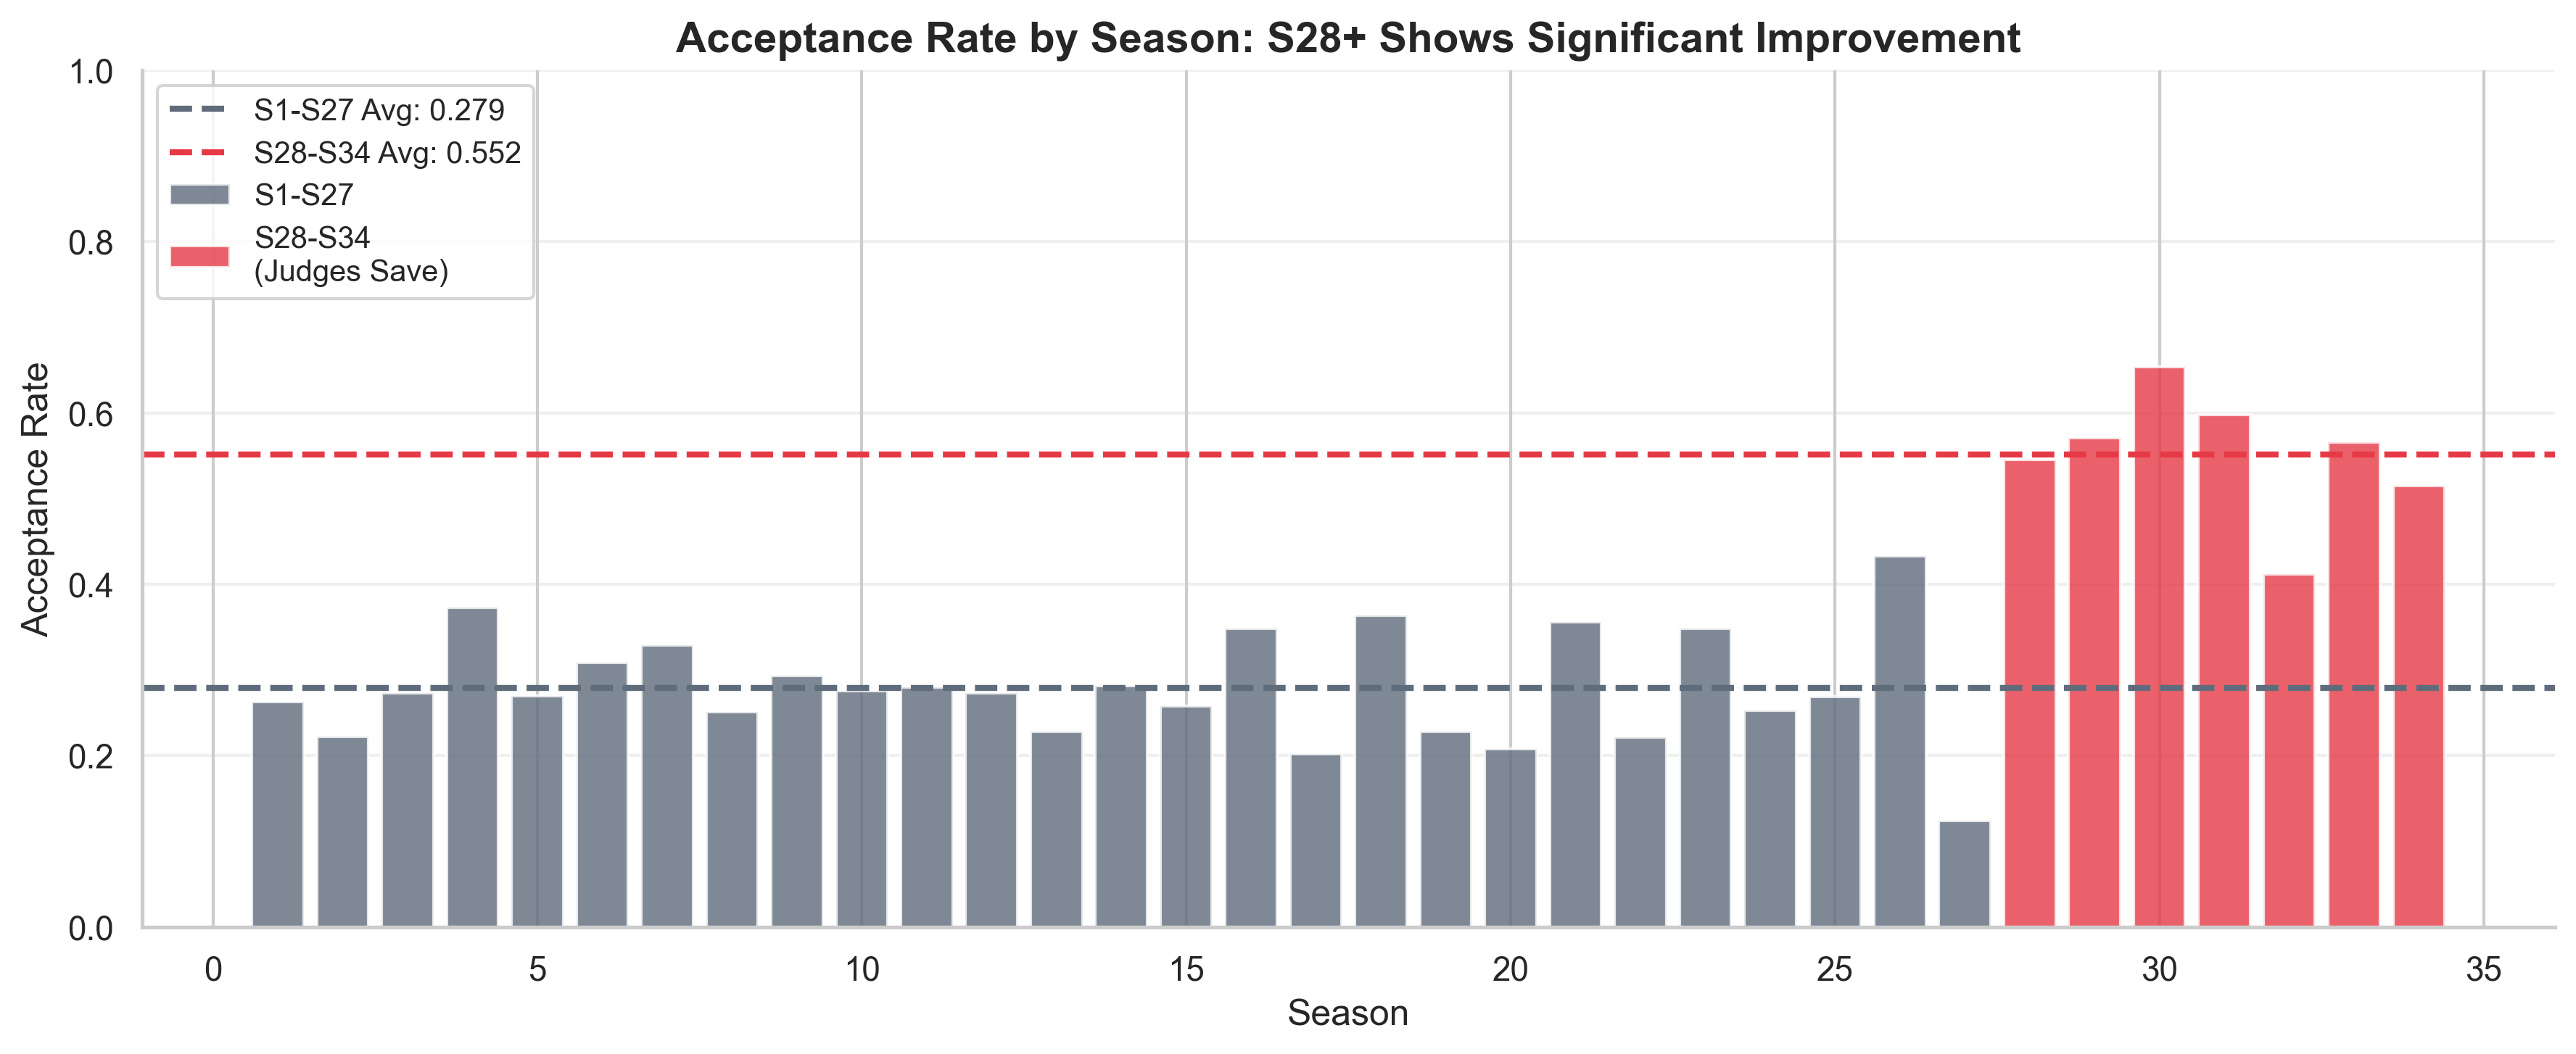 Acceptance Rate by Season: S28+ Shows Significant Improvement
S1-S27 Avg: 0.279
S28-S34 Avg: 0.552
S1-S27
S28-S34
(Judges Save)
Acceptance Rate
1.0
0.8
0.6
0.4
0.2
0.0
0 5 10 15 20 25 30 35
Season